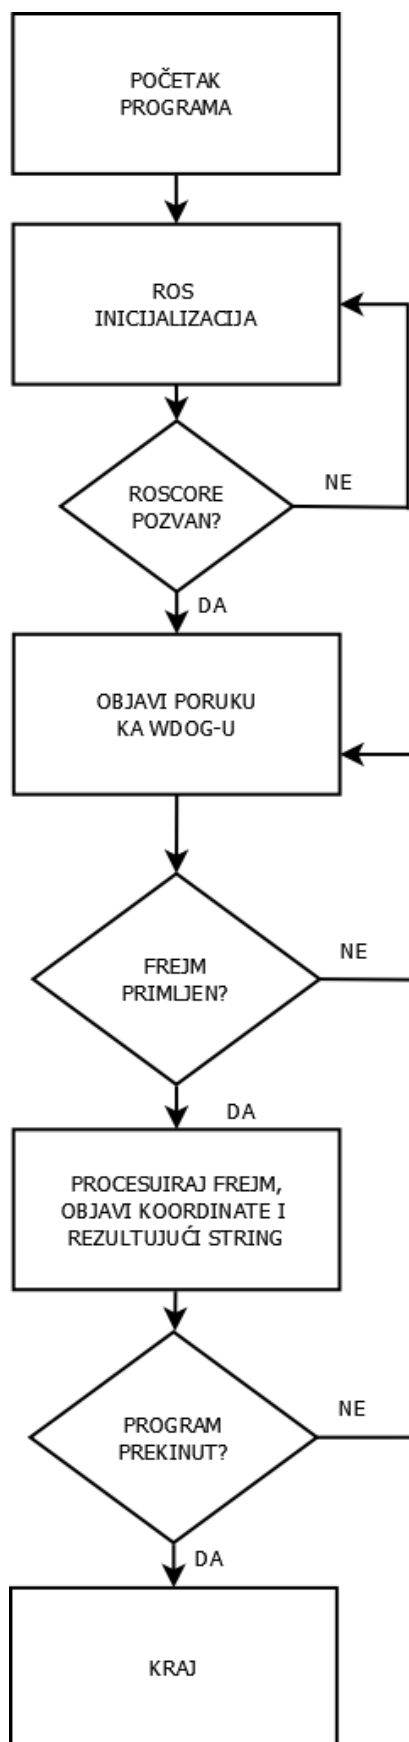 POČETAK
PROGRAMA
ROS
INICIJALIZACIJA
ROSCORE
POZVAN?
NE
DA
OBJAVI PORUKU
KA WDOG-U
FREJM
PRIMLJEN?
NE
DA
PROCESUIRAJ FREJM,
OBJAVI KOORDINATE I
REZULTUJUĆI STRING
PROGRAM
PREKINUT?
NE
DA
KRAJ